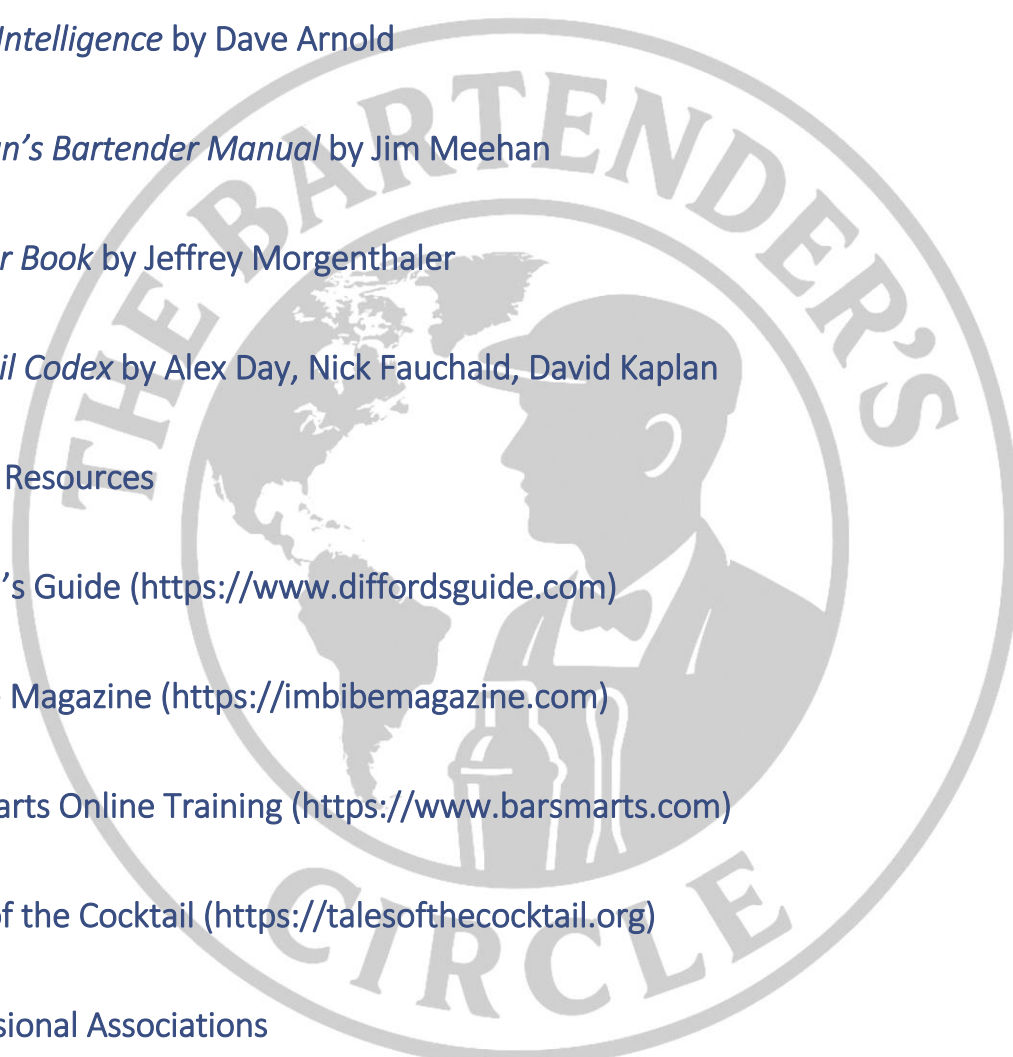 Intelligence by Dave Arnold
n's Bartender Manual by Jim Meehan
r Book by Jeffrey Morgenthaler
il Codex by Alex Day, Nick Fauchald, David Kaplan
Resources
's Guide (https://www.diffordsguide.com)
Magazine (https://imbibemagazine.com)
arts Online Training (https://www.barsmarts.com)
of the Cocktail (https://talesofthecocktail.org)
sional Associations
THE BARTENDER'S
CIRCLE